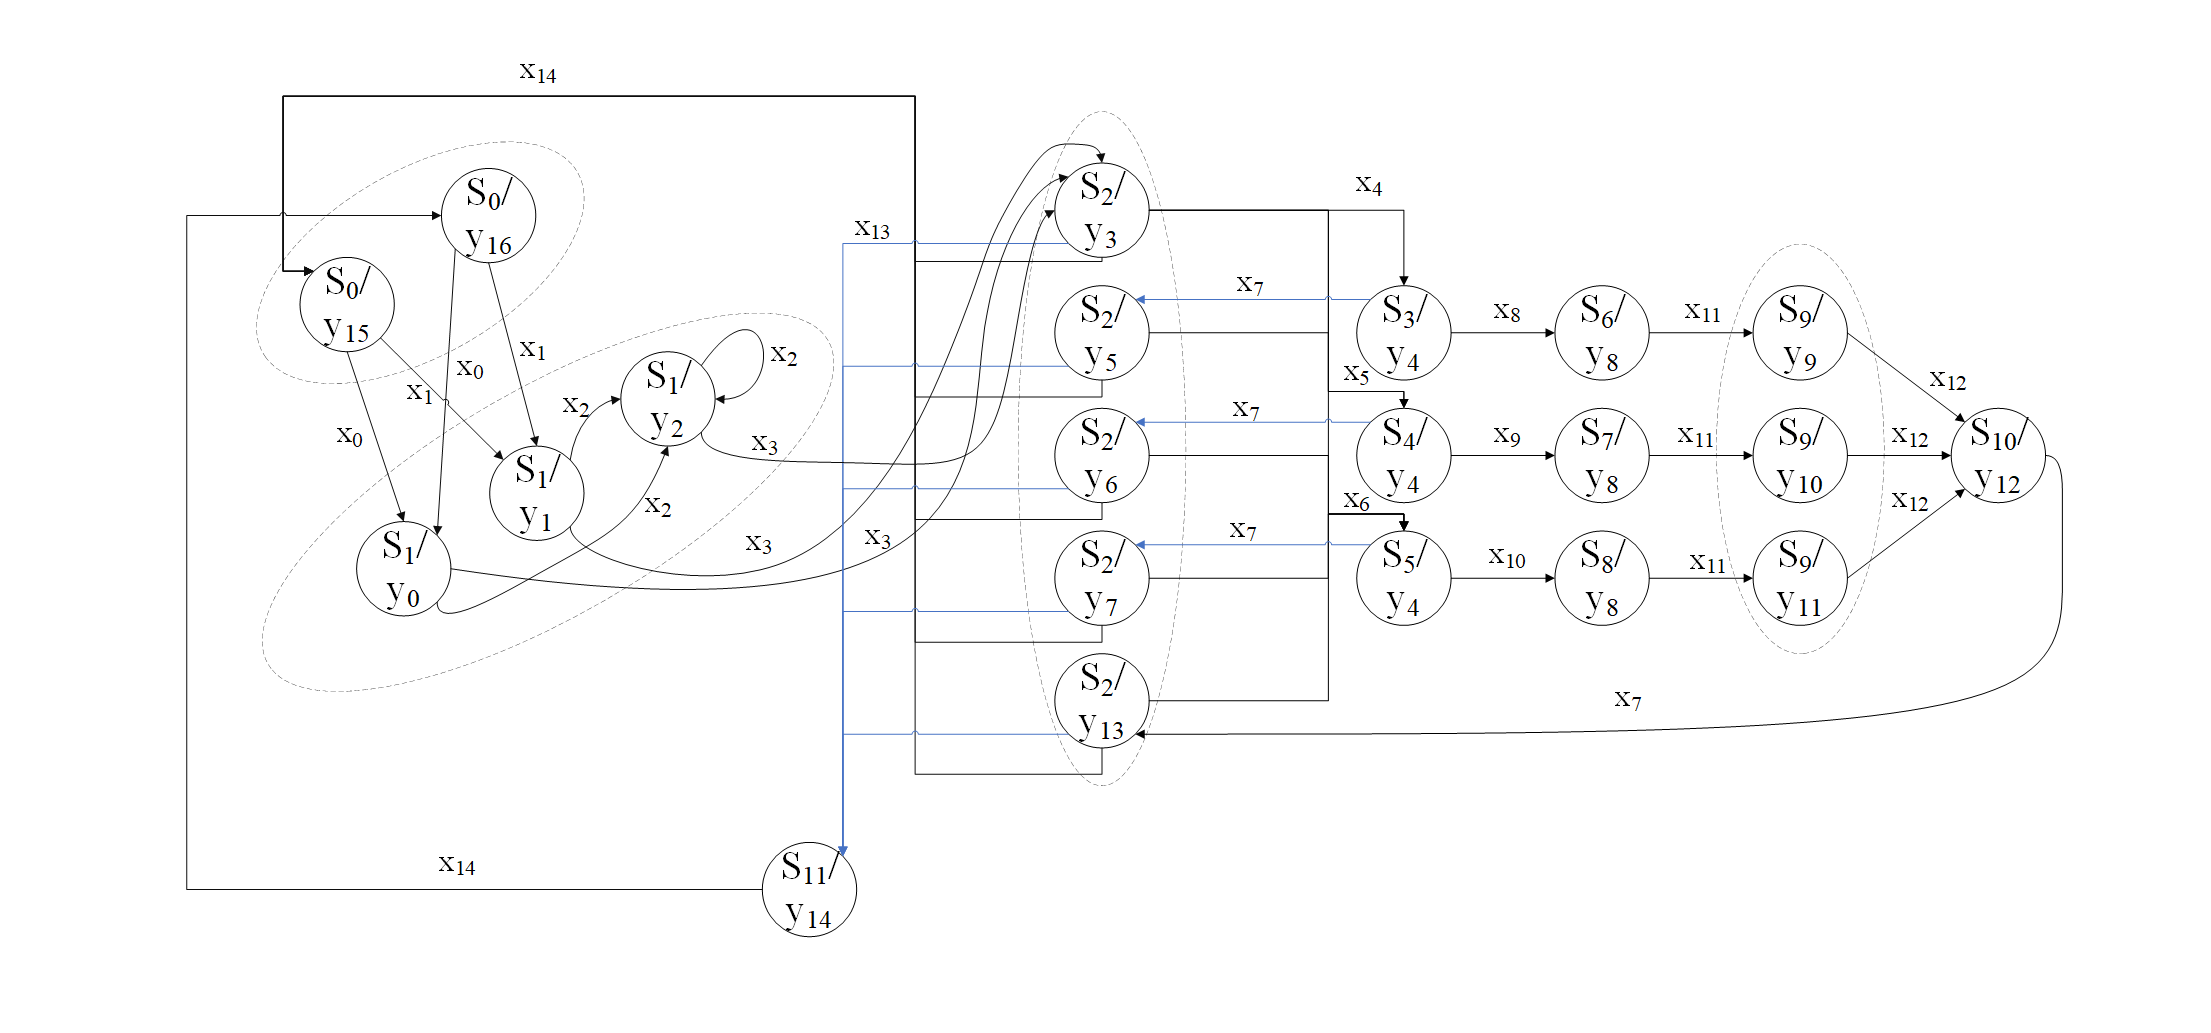 x14
S0/
y16
S0/
y15
x1
x0
x1
x0
S1/
y2
x2
x2
S1/
y1
x3
x2
S1/
y0
x3
x3
x13
S2/
y3
x4
S2/
y5
x7
S3/
y4
x8
S6/
y8
x11
S9/
y9
x12
x5
S2/
y6
x7
S4/
y4
x9
S7/
y8
x11
S9/
y10
x12
S10/
y12
x6
x12
S2/
y7
x7
S5/
y4
x10
S8/
y8
x11
S9/
y11
S2/
y13
x7
x14
S11/
y14